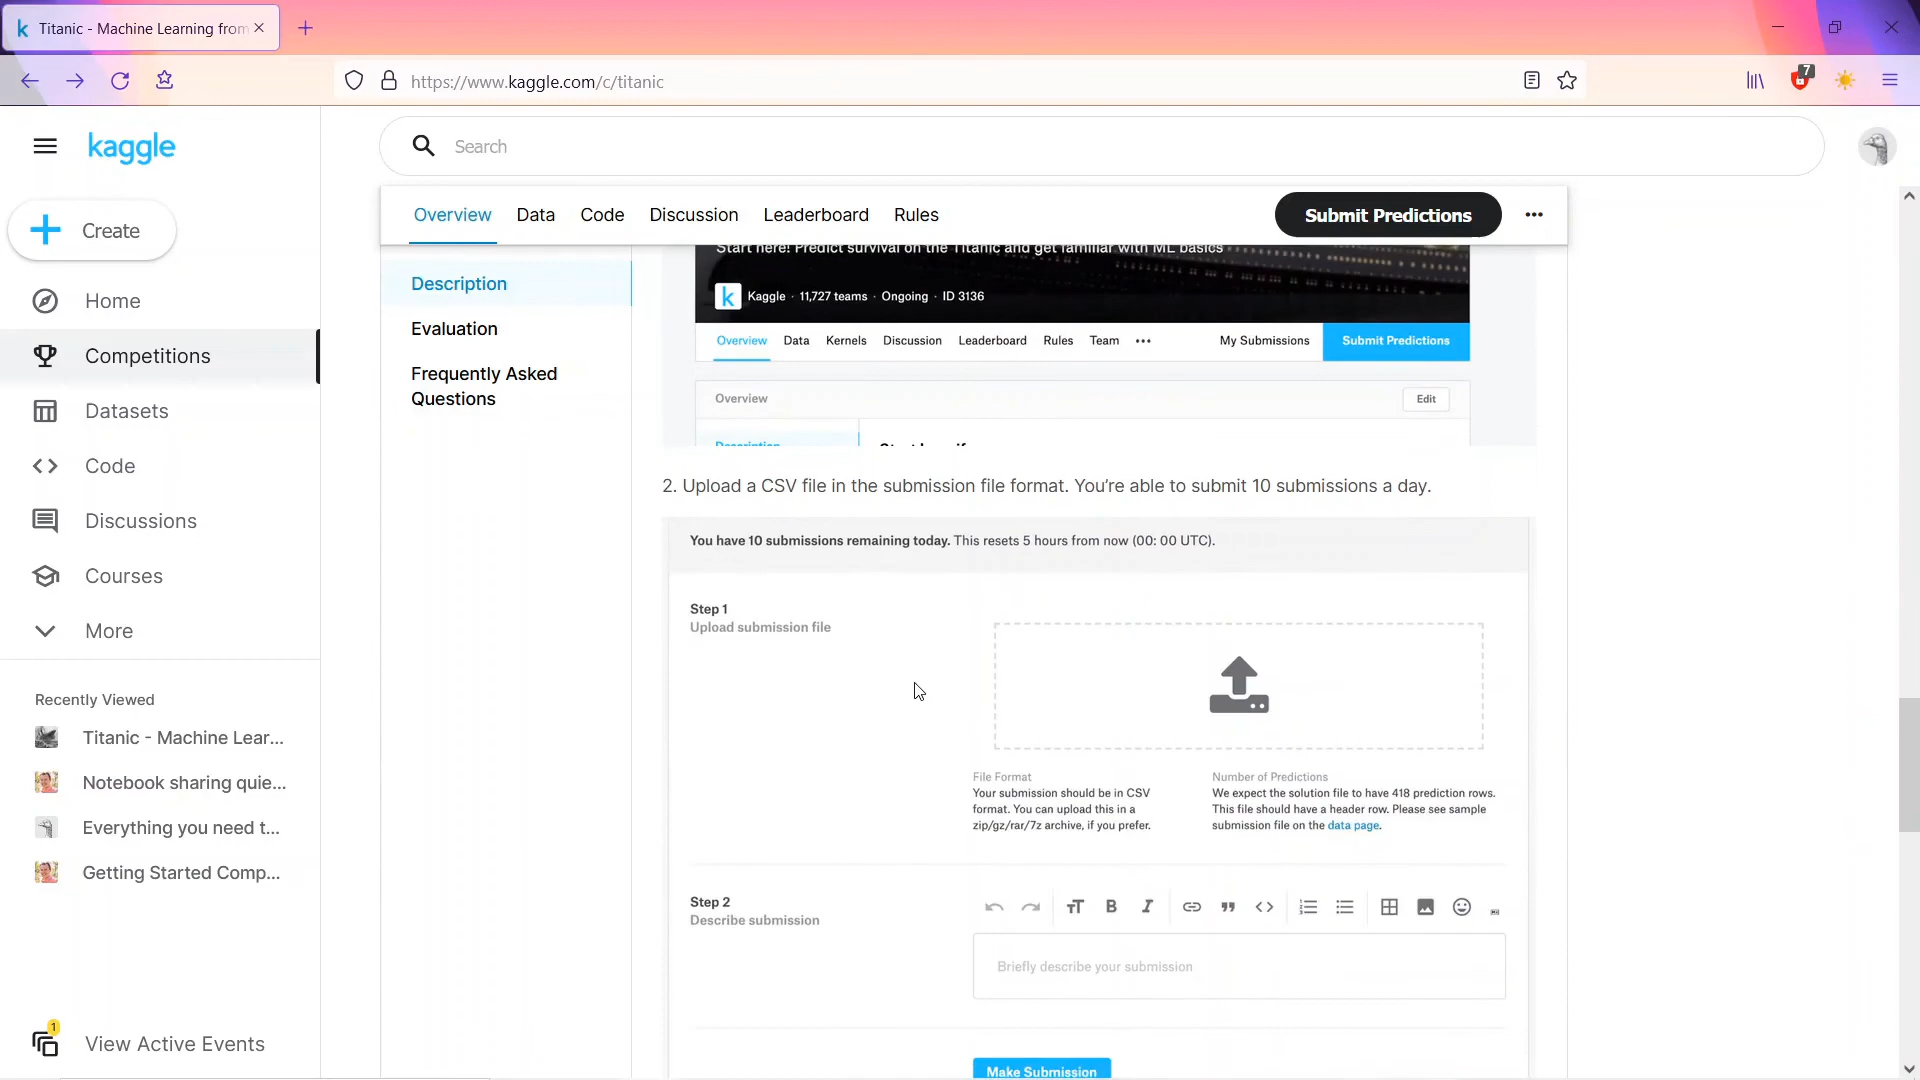 Titanic - Machine Learning from
https://www.kaggle.com/c/titanic
7
kaggle
Search
Create
Home
Competitions
Datasets
Code
Discussions
Courses
More
Recently Viewed
Titanic - Machine Lear...
Notebook sharing quie...
Everything you need t...
Getting Started Comp...
1
View Active Events
Overview Data Code Discussion Leaderboard Rules
Submit Predictions
Description
Evaluation
Frequently Asked
Questions
Start here! Predict survival on the Titanic and get familiar with ML basics
k Kaggle · 11,727 teams · Ongoing · ID 3136
Overview Data Kernels Discussion Leaderboard Rules Team ••• My Submissions Submit Predictions
Overview
Edit
Description
2. Upload a CSV file in the submission file format. You're able to submit 10 submissions a day.
You have 10 submissions remaining today. This resets 5 hours from now (00: 00 UTC).
Step 1
Upload submission file
File Format
Your submission should be in CSV
format. You can upload this in a
zip/gz/rar/7z archive, if you prefer.
Number of Predictions
We expect the solution file to have 418 prediction rows.
This file should have a header row. Please see sample
submission file on the data page.
Step 2
Describe submission
Briefly describe your submission
Make Submission